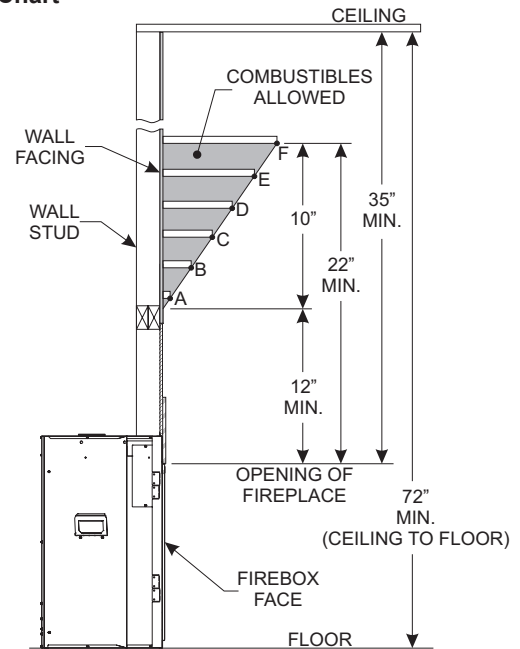 Chart
CEILING
COMBUSTIBLES
ALLOWED
WALL
FACING
F
E
WALL
STUD
D
C
B
A
10”
35”
MIN.
22”
MIN.
12”
MIN.
OPENING OF
FIREPLACE
72”
MIN.
(CEILING TO FLOOR)
FIREBOX
FACE
FLOOR